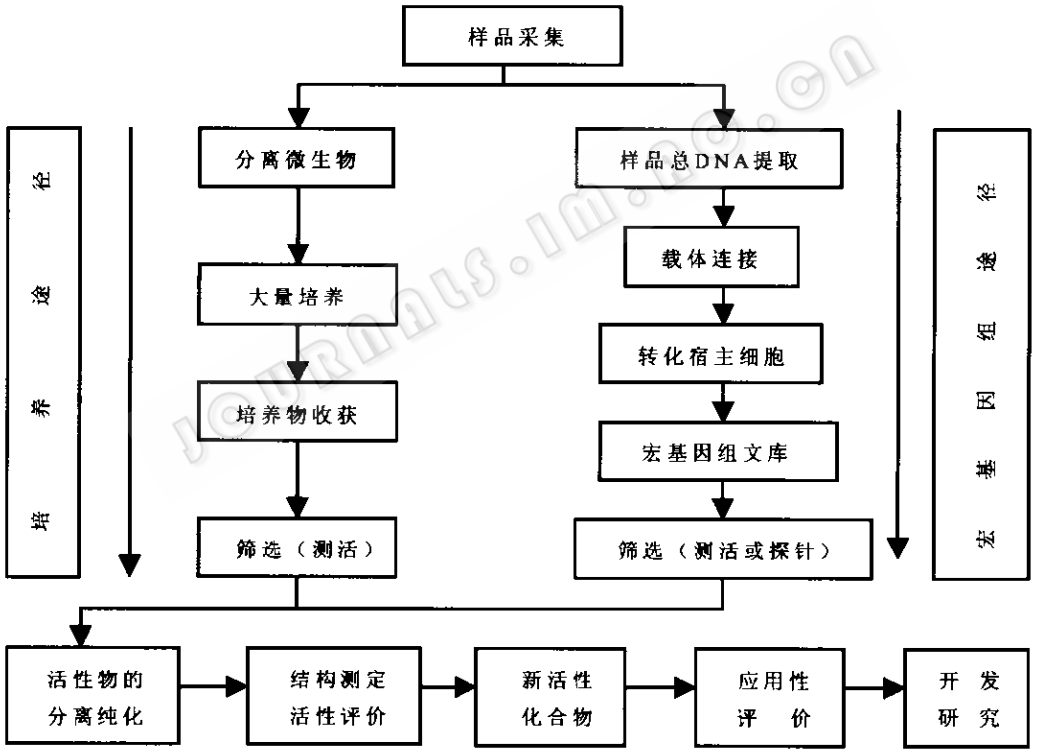 样品采集
培养途径
分离微生物
大量培养
培养物收获
筛选（测活）
样品总DNA提取
载体连接
转化宿主细胞
宏基因组文库
筛选（测活或探针）
宏基因组途径
活性物的
分离纯化
结构测定
活性评价
新活性
化合物
应用性
评价
开发
研究
JOURNALS.IM.AC.CN